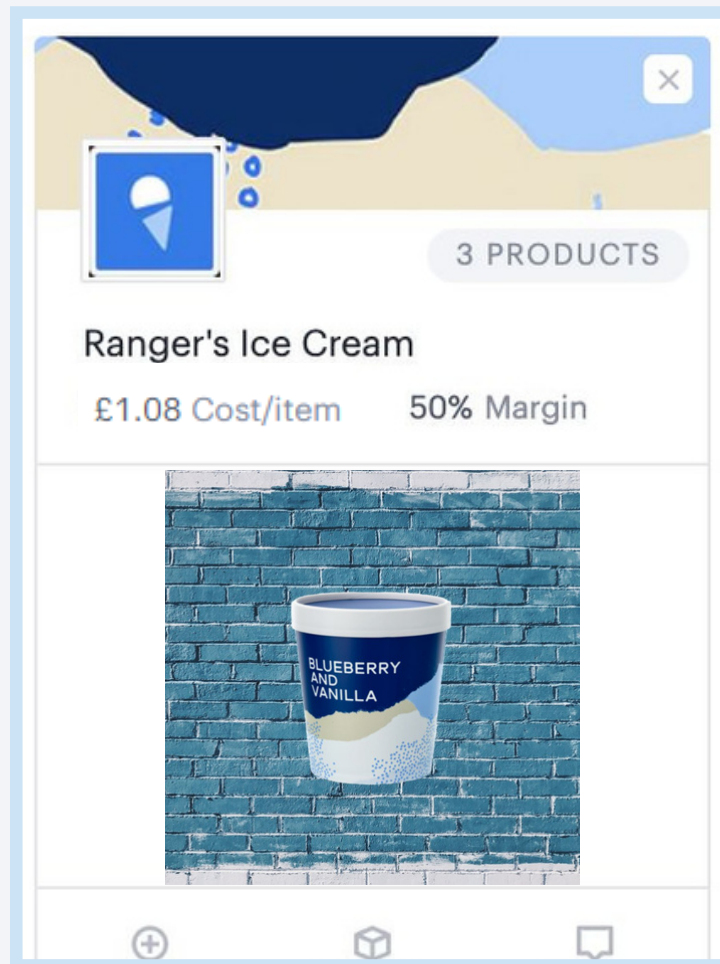 3 PRODUCTS
Ranger's Ice Cream
£1.08 Cost/item
50% Margin
BLUEBERRY
AND
VANILLA